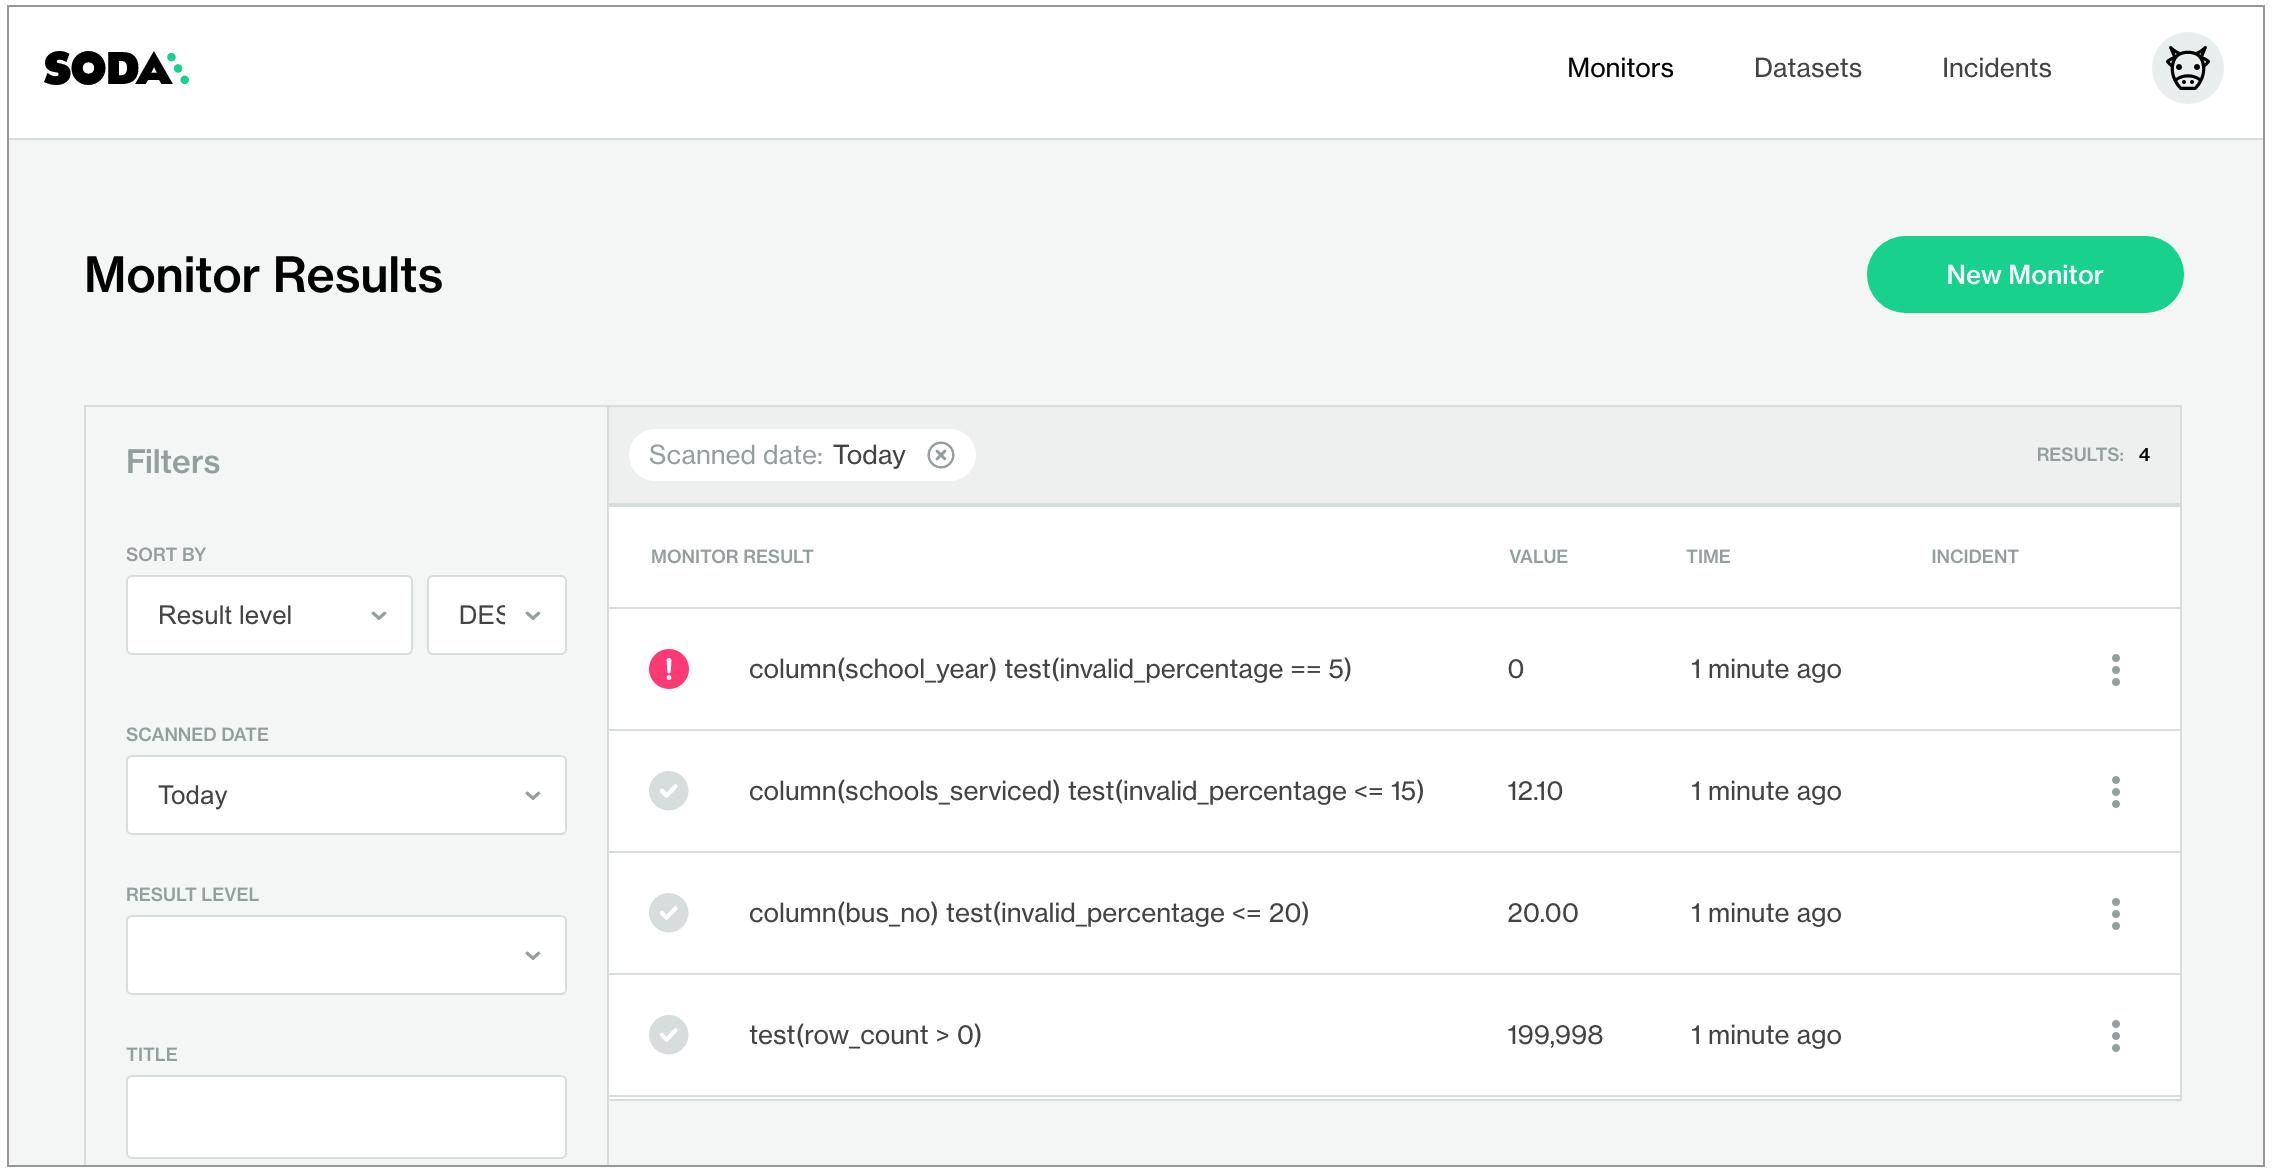 SODA
Monitors Datasets Incidents
Monitor Results
New Monitor
Filters
Scanned date: Today
RESULTS: 4
SORT BY
Result level
DES
SCANNED DATE
Today
RESULT LEVEL
TITLE
MONITOR RESULT VALUE TIME INCIDENT
column(school_year) test(invalid_percentage == 5) 0 1 minute ago
column(schools_serviced) test(invalid_percentage <= 15) 12.10 1 minute ago
column(bus_no) test(invalid_percentage <= 20) 20.00 1 minute ago
test(row_count > 0) 199,998 1 minute ago